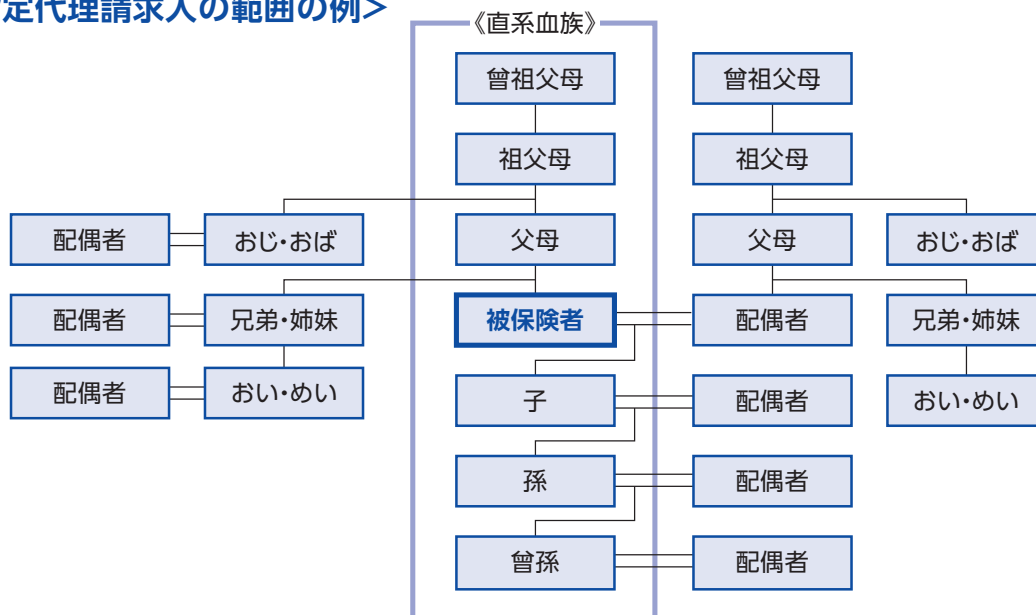 定代理請求人の範囲の例>
《直系血族》
曾祖父母 曾祖父母
祖父母 祖父母
配偶者 おじ・おば 父母 父母 おじ・おば
配偶者 兄弟・姉妹 被保険者 配偶者 兄弟・姉妹
配偶者 おい・めい 子 配偶者 おい・めい
孫 配偶者
曾孫 配偶者